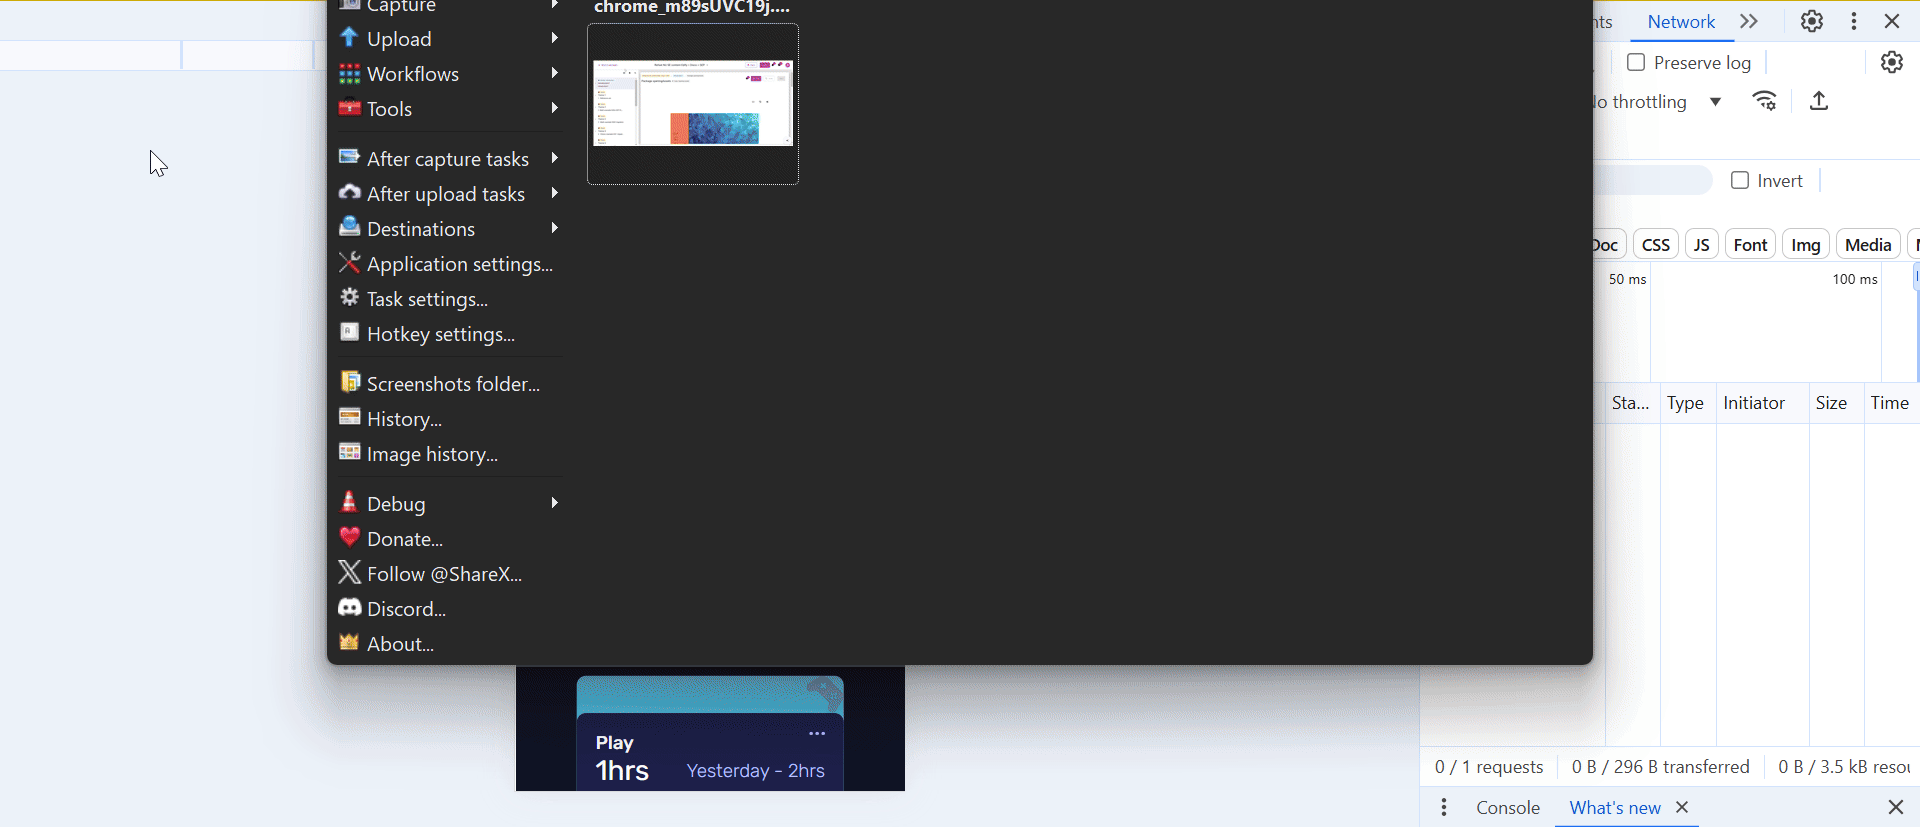 Capture
Upload
Workflows
Tools
After capture tasks
After upload tasks
Destinations
Application settings...
Task settings...
Hotkey settings...
Screenshots folder...
History...
Image history...
Debug
Donate...
Follow @ShareX...
Discord...
About...
chrome_m89sUVC19j....
Play
1hrs
Yesterday - 2hrs
Network
Preserve log
No throttling
Invert
Doc CSS JS Font Img Media
50 ms 100 ms
Sta... Type Initiator Size Time
0 / 1 requests 0 B / 296 B transferred 0 B / 3.5 kB resou
Console What's new